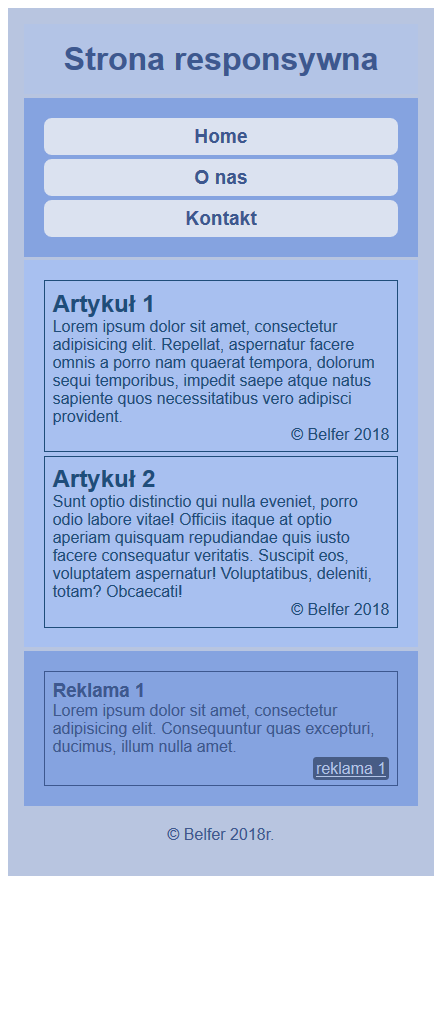 Strona responsywna
Home
O nas
Kontakt
Artykuł 1
Lorem ipsum dolor sit amet, consectetur
adipisicing elit. Repellat, aspernatur facere
omnis a porro nam quaerat tempora, dolorum
sequi temporibus, impedit saepe atque natus
sapiente quos necessitatibus vero adipisci
provident.
© Belfer 2018
Artykuł 2
Sunt optio distinctio qui nulla eveniet, porro
odio labore vitae! Officiis itaque at optio
aperiam quisquam repudiandae quis iusto
facere consequatur veritatis. Suscipit eos,
voluptatem aspernatur! Voluptatibus, deleniti,
totam? Obcaecati!
© Belfer 2018
Reklama 1
Lorem ipsum dolor sit amet, consectetur
adipisicing elit. Consequuntur quas excepturi,
ducimus, illum nulla amet.
reklama 1
© Belfer 2018r.